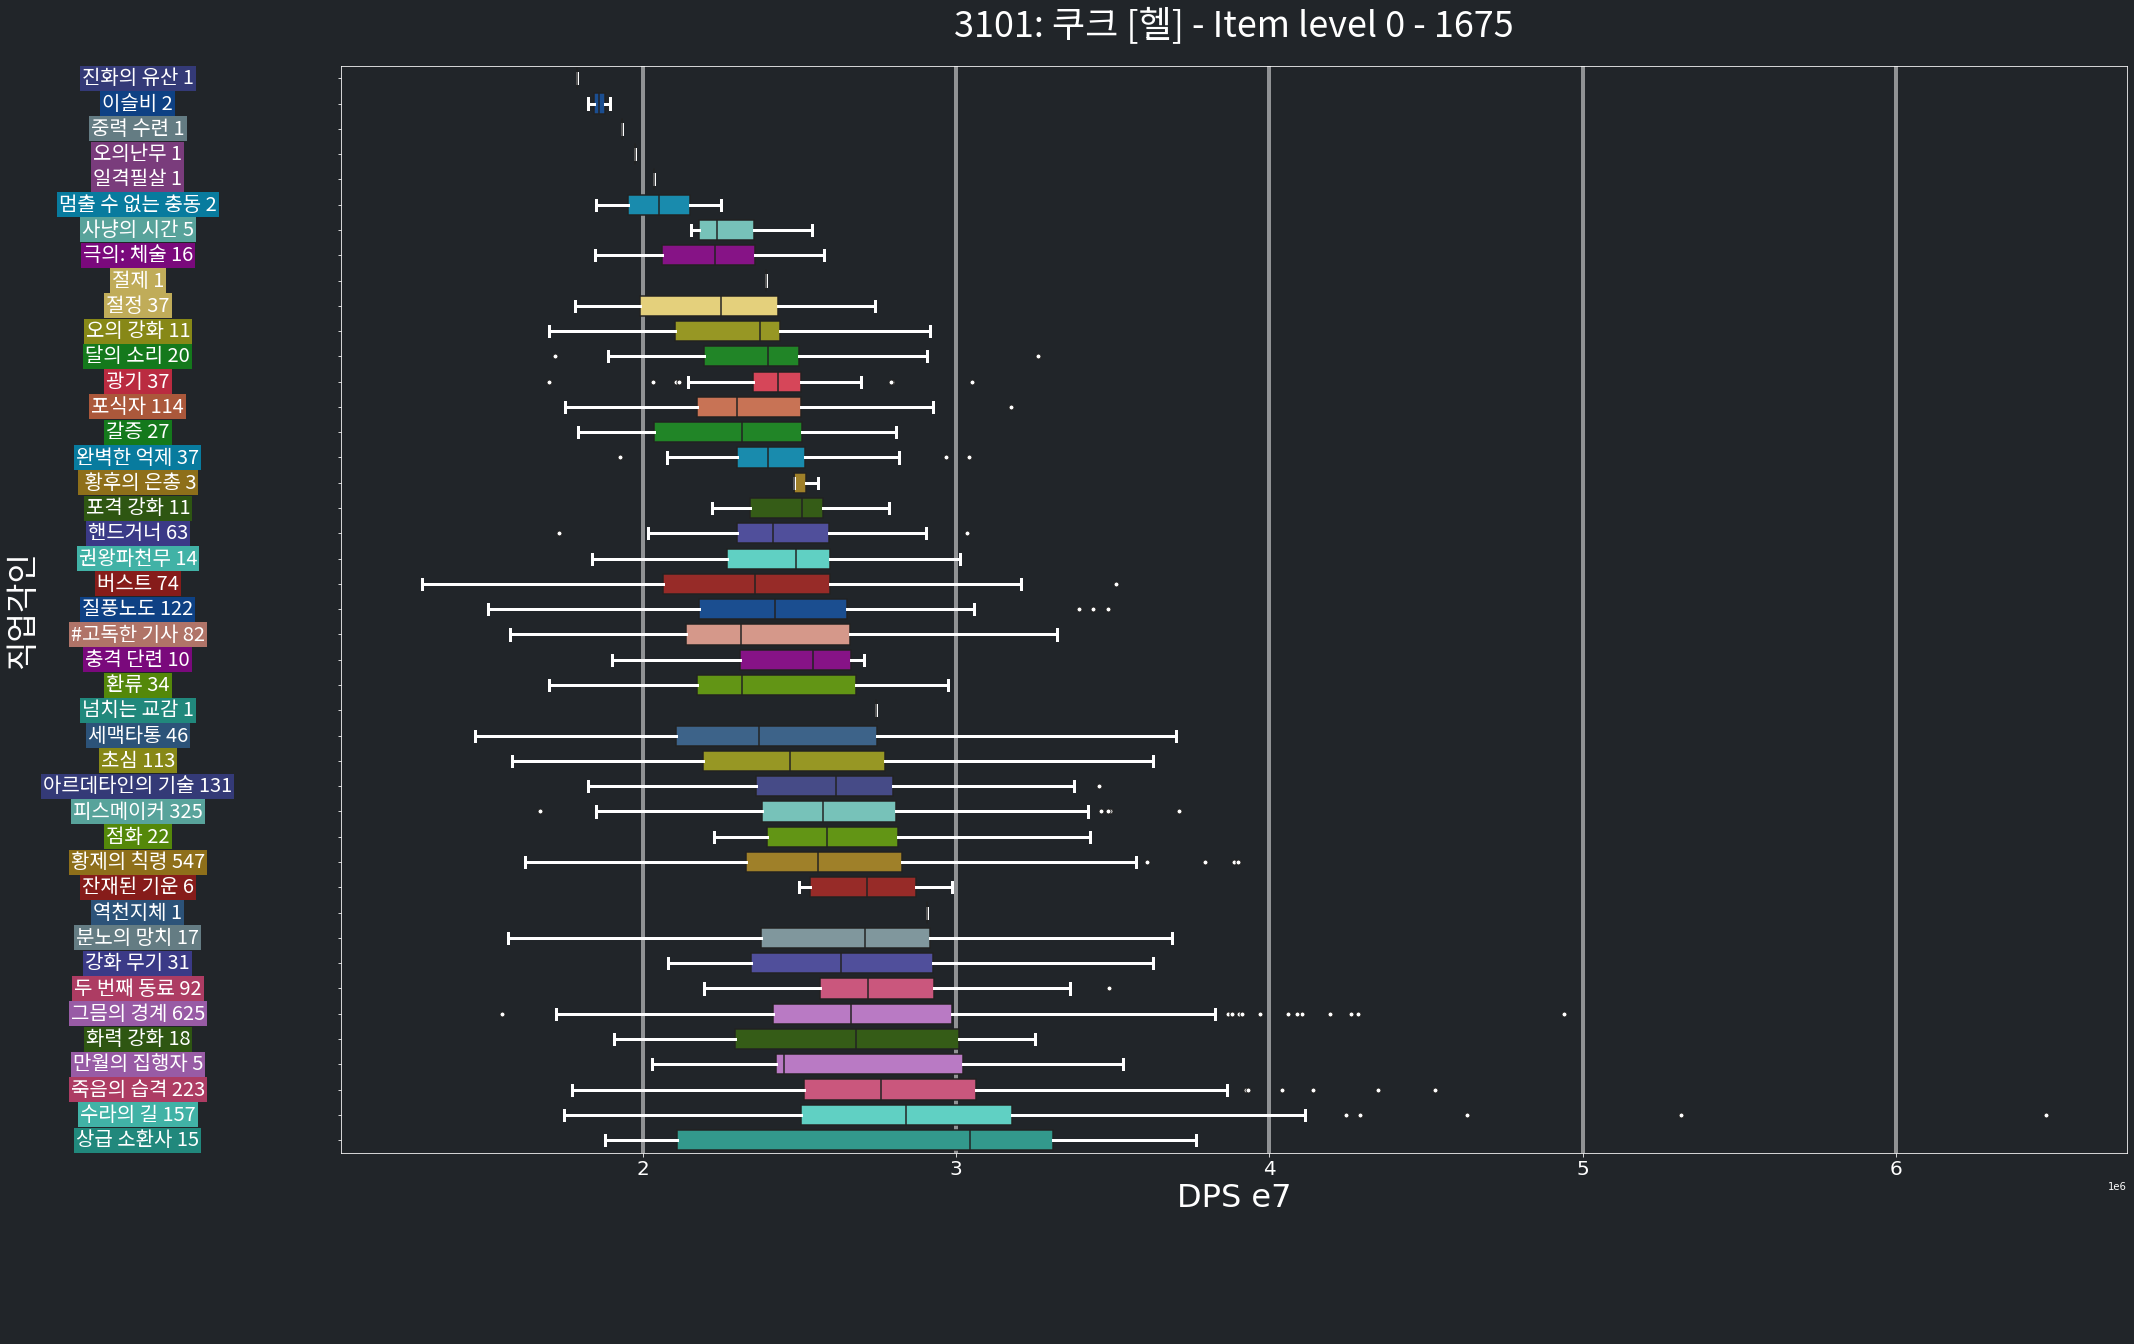 3101: 쿠크 [헬] - Item level 0 - 1675
직업각인
진화의 유산 1
이슬비 2
중력 수련 1
오의난무 1
일격필살 1
멈출 수 없는 충동 2
사냥의 시간 5
극의: 체술 16
절제 1
절정 37
오의 강화 11
달의 소리 20
광기 37
포식자 114
갈증 27
완벽한 억제 37
황후의 은총 3
포격 강화 11
핸드거너 63
권왕파천무 14
버스트 74
질풍노도 122
#고독한 기사 82
충격 단련 10
환류 34
넘치는 교감 1
세맥타통 46
초심 113
아르데타인의 기술 131
피스메이커 325
점화 22
황제의 칙령 547
잔재된 기운 6
역천지체 1
분노의 망치 17
강화 무기 31
두 번째 동료 92
그믐의 경계 625
화력 강화 18
만월의 집행자 5
죽음의 습격 223
수라의 길 157
상급 소환사 15
2 3 4 5 6
1e6
DPS e7